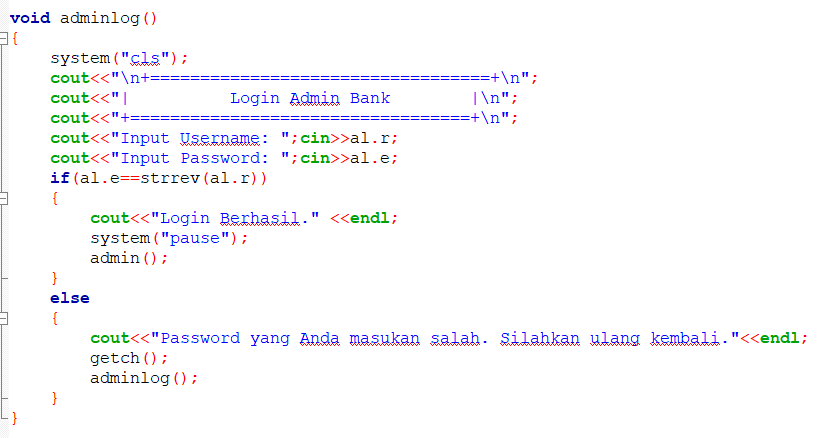 void adminlog()
{
    system("cls");
    cout<<"\n+==================================+\n";
    cout<<"|          Login Admin Bank        |\n";
    cout<<"+==================================+\n";
    cout<<"Input Username: ";cin>>al.r;
    cout<<"Input Password: ";cin>>al.e;
    if(al.e==strrev(al.r))
    {
        cout<<"Login Berhasil." <<endl;
        system("pause");
        admin();
    }
    else
    {
        cout<<"Password yang Anda masukan salah. Silahkan ulang kembali."<<endl;
        getch();
        adminlog();
    }
}